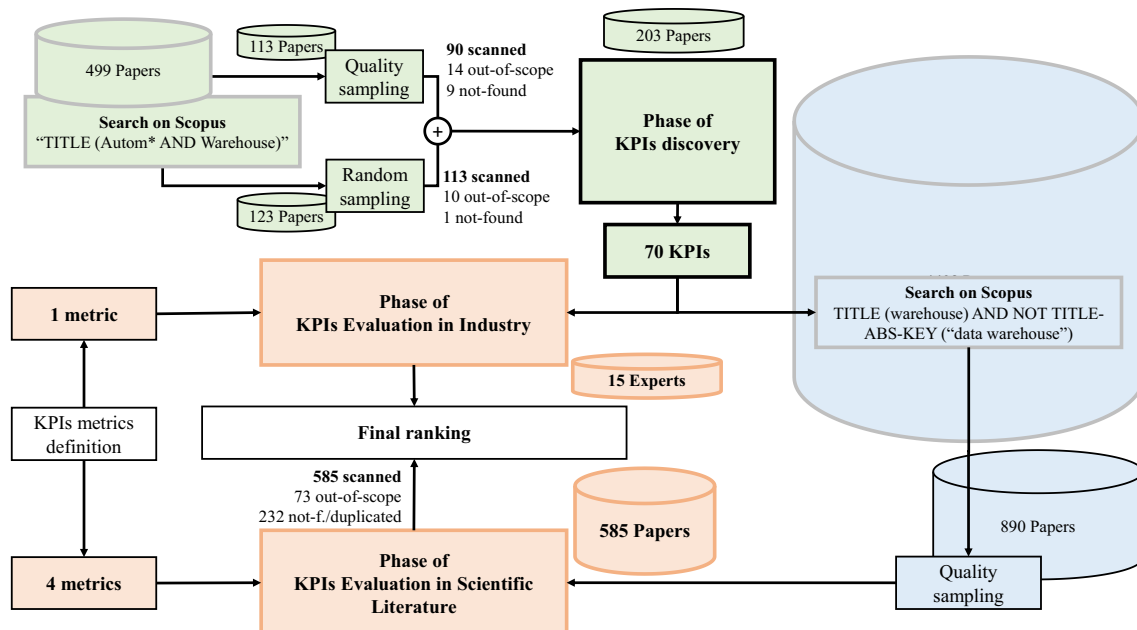 113 Papers
499 Papers
Search on Scopus
“TITLE (Autom* AND Warehouse)”
Quality
sampling
90 scanned
14 out-of-scope
9 not-found
+
Random
sampling
123 Papers
113 scanned
10 out-of-scope
1 not-found
203 Papers
Phase of
KPIs discovery
70 KPIs
Search on Scopus
TITLE (warehouse) AND NOT TITLE-
ABS-KEY (“data warehouse”)
1 metric
Phase of
KPIs Evaluation in Industry
15 Experts
KPIs metrics
definition
Final ranking
585 scanned
73 out-of-scope
232 not-f./duplicated
585 Papers
890 Papers
4 metrics
Phase of
KPIs Evaluation in Scientific
Literature
Quality
sampling